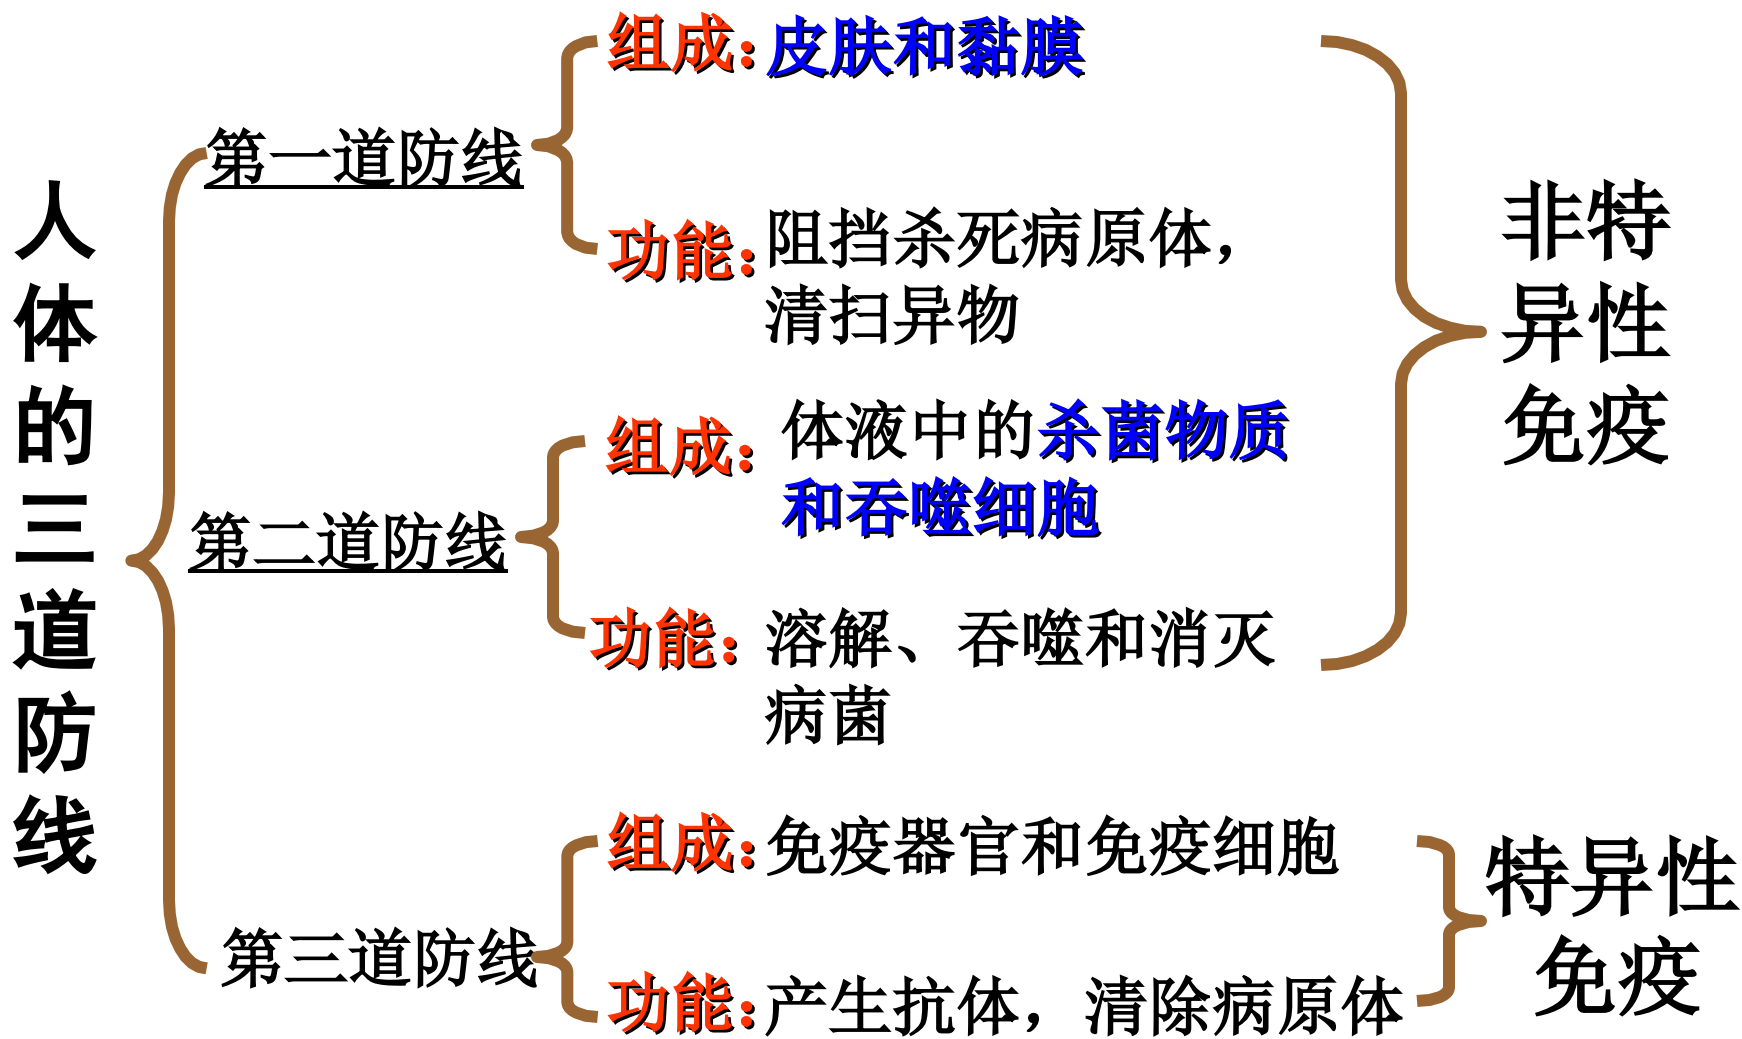 人体的三道防线
第一道防线
组成：皮肤和黏膜
功能：阻挡杀死病原体，
清扫异物
第二道防线
组成：体液中的杀菌物质
和吞噬细胞
功能：溶解、吞噬和消灭
病菌
非特
异性
免疫
第三道防线
组成：免疫器官和免疫细胞
功能：产生抗体，清除病原体
特异性
免疫